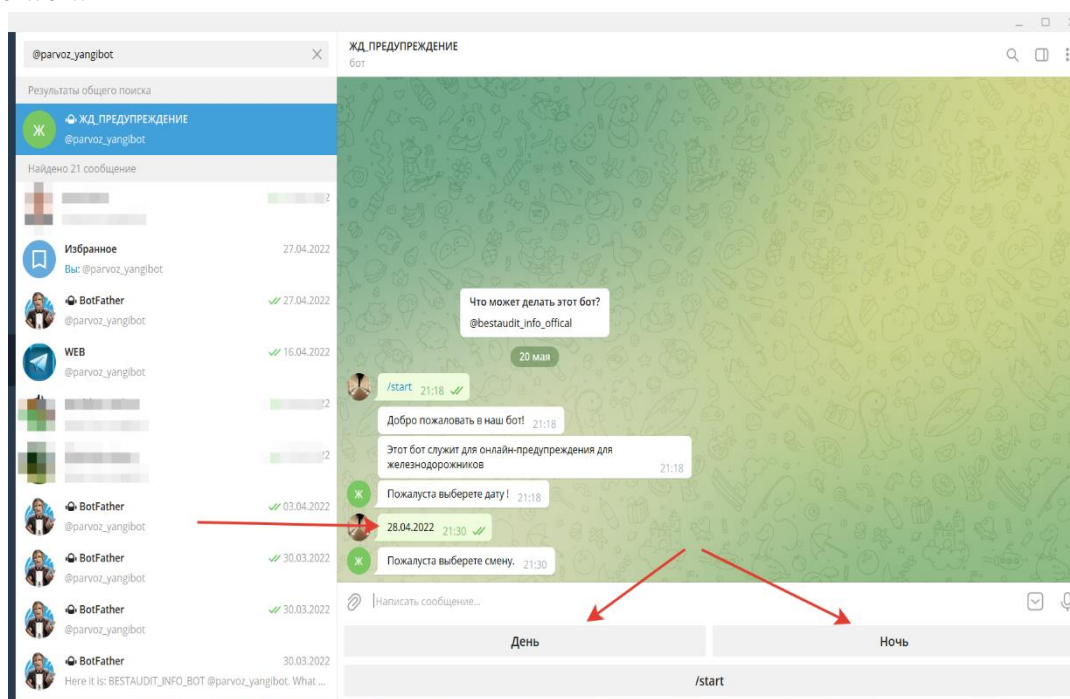 @parvoz_yangibot
Результаты общего поиска
Ж
ЖД_ПРЕДУПРЕЖДЕНИЕ
@parvoz_yangibot
Найдено 21 сообщение
2
Избранное 27.04.2022
Вы: @parvoz_yangibot
BotFather 27.04.2022
@parvoz_yangibot
WEB 16.04.2022
@parvoz_yangibot
2
2
BotFather 03.04.2022
@parvoz_yangibot
BotFather 30.03.2022
@parvoz_yangibot
BotFather 30.03.2022
@parvoz_yangibot
BotFather 30.03.2022
Here it is: BESTAUDIT_INFO_BOT @parvoz_yangibot. What ...
ЖД_ПРЕДУПРЕЖДЕНИЕ
бот
Что может делать этот бот?
@bestaudit_info_offical
20 мая
/start 21:18
Добро пожаловать в наш бот! 21:18
Этот бот служит для онлайн-предупреждения для
железнодорожников 21:18
Ж
Пожалуста выберете дату ! 21:18
28.04.2022 21:30
Ж
Пожалуста выберете смену. 21:30
Написать сообщение...
День Ночь
/start